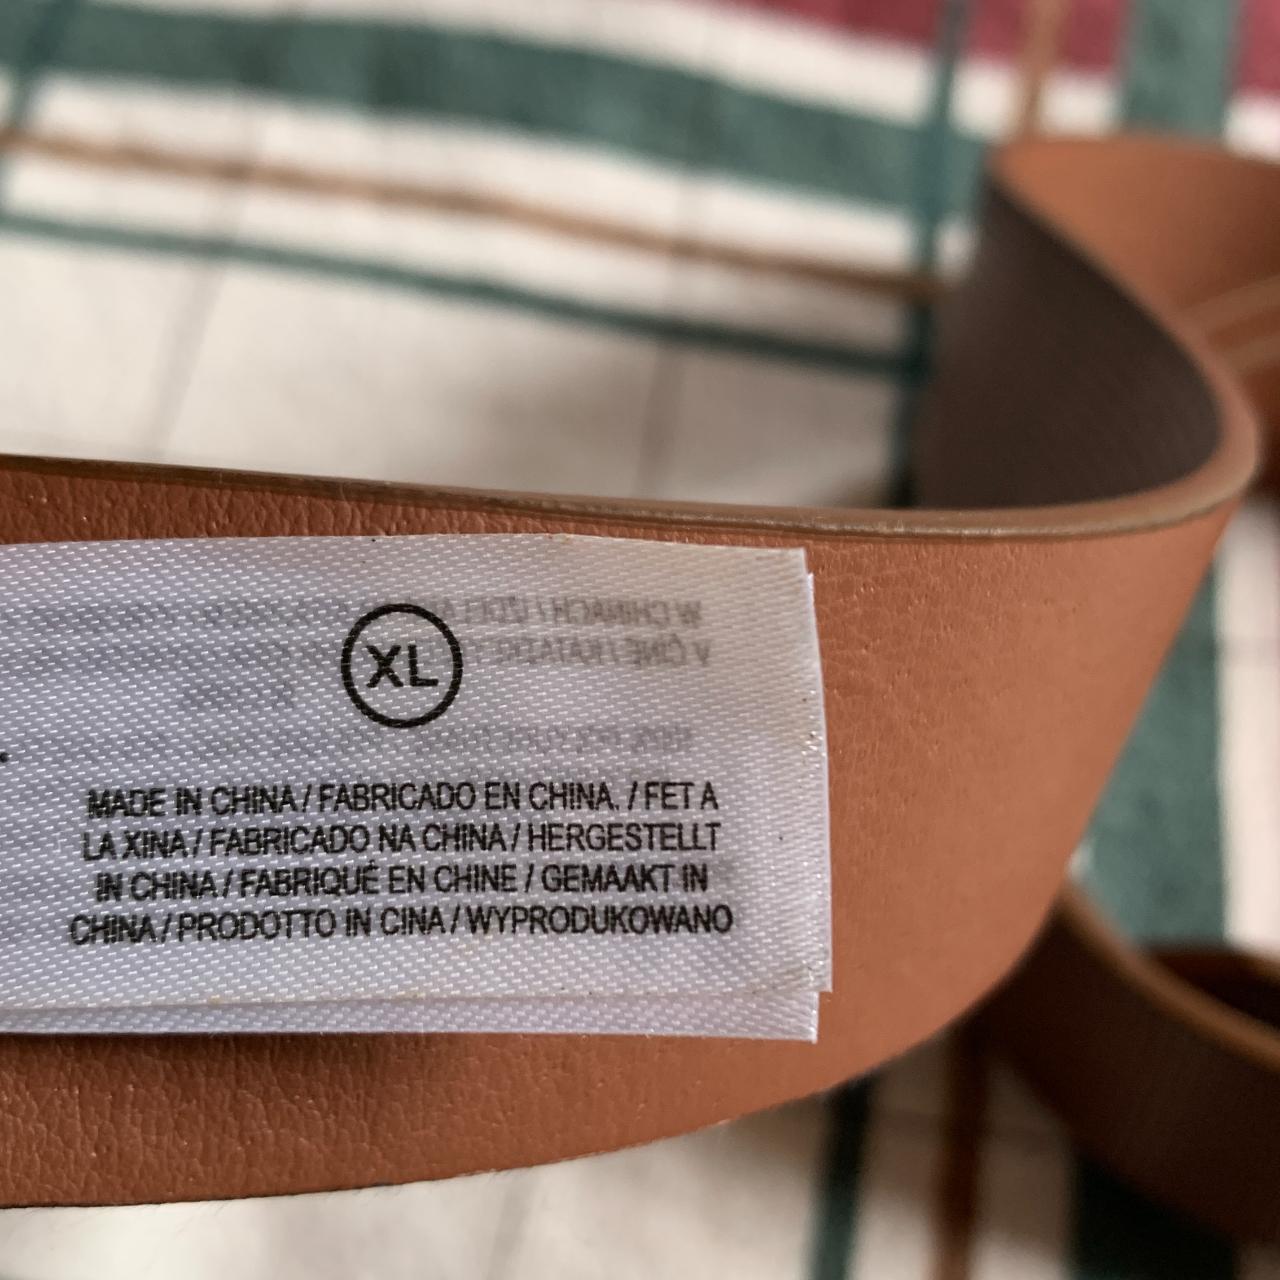 XL
MADE IN CHINA / FABRICADO EN CHINA. / FET A
LA XINA / FABRICADO NA CHINA / HERGESTELLT
IN CHINA / FABRIQUÉ EN CHINE / GEMAAKT IN
CHINA / PRODOTTO IN CINA / WYPRODUKOWANO